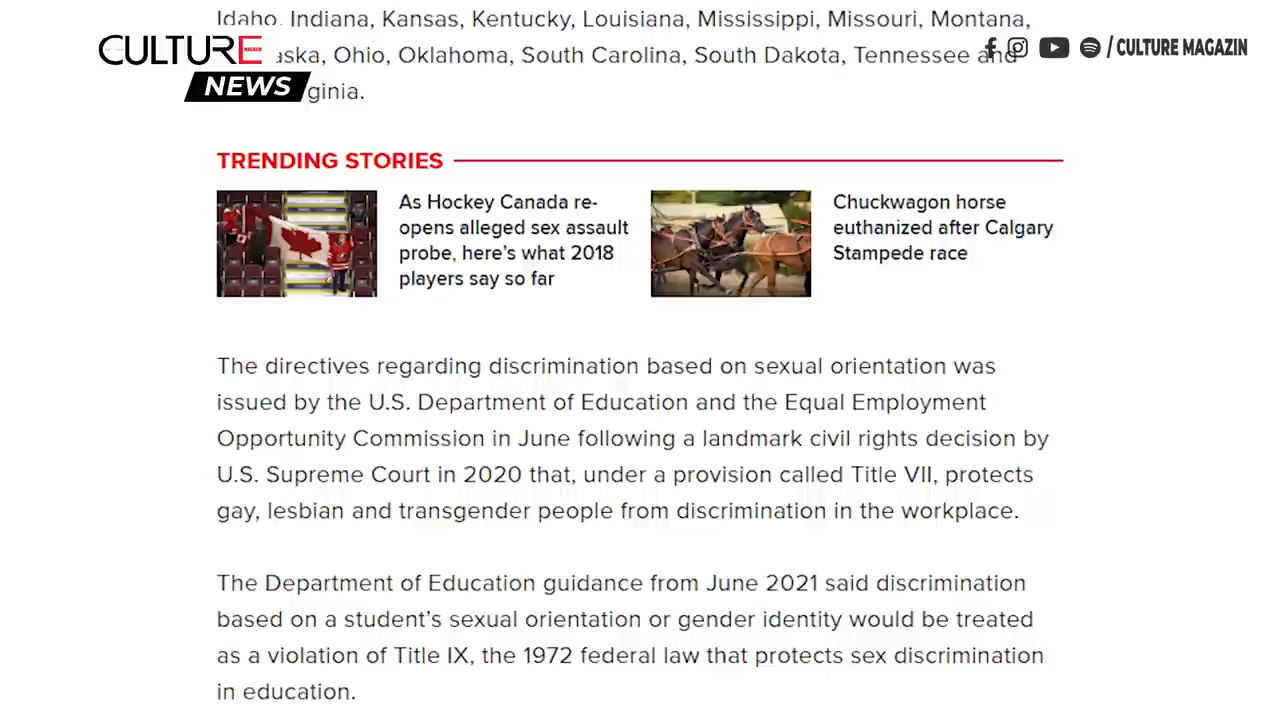 Idaho, Indiana, Kansas, Kentucky, Louisiana, Mississippi, Missouri, Montana,
CULTURE
aska, Ohio, Oklahoma, South Carolina, South Dakota, Tennessee and
/ CULTURE MAGAZIN
NEWS
ginia.
TRENDING STORIES
As Hockey Canada re-
opens alleged sex assault
probe, here's what 2018
players say so far
Chuckwagon horse
euthanized after Calgary
Stampede race
The directives regarding discrimination based on sexual orientation was
issued by the U.S. Department of Education and the Equal Employment
Opportunity Commission in June following a landmark civil rights decision by
U.S. Supreme Court in 2020 that, under a provision called Title VII, protects
gay, lesbian and transgender people from discrimination in the workplace.
The Department of Education guidance from June 2021 said discrimination
based on a student's sexual orientation or gender identity would be treated
as a violation of Title IX, the 1972 federal law that protects sex discrimination
in education.